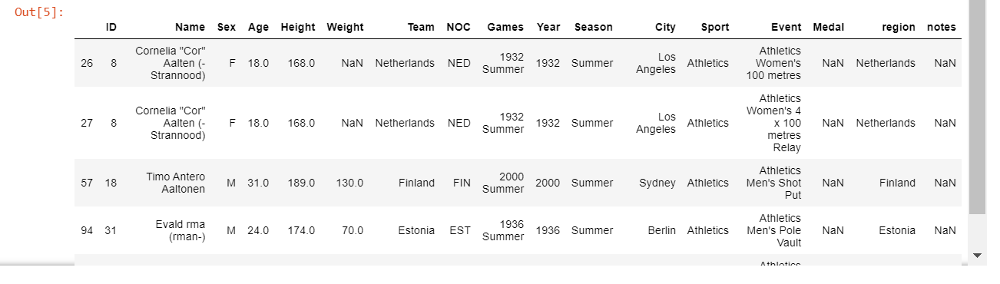 Out[5]:
ID Name Sex Age Height Weight Team NOC Games Year Season City Sport Event Medal region notes
26 8 Cornelia "Cor" Aalten (-Strannood) F 18.0 168.0 NaN Netherlands NED 1932 Summer 1932 Summer Los Angeles Athletics Athletics Women's 100 metres NaN Netherlands NaN
27 8 Cornelia "Cor" Aalten (-Strannood) F 18.0 168.0 NaN Netherlands NED 1932 Summer 1932 Summer Los Angeles Athletics Athletics Women's 4 x 100 metres Relay NaN Netherlands NaN
57 18 Timo Antero Aaltonen M 31.0 189.0 130.0 Finland FIN 2000 Summer 2000 Summer Sydney Athletics Athletics Men's Shot Put NaN Finland NaN
94 31 Evald rma (rman-) M 24.0 174.0 70.0 Estonia EST 1936 Summer 1936 Summer Berlin Athletics Athletics Men's Pole Vault NaN Estonia NaN
Athletics